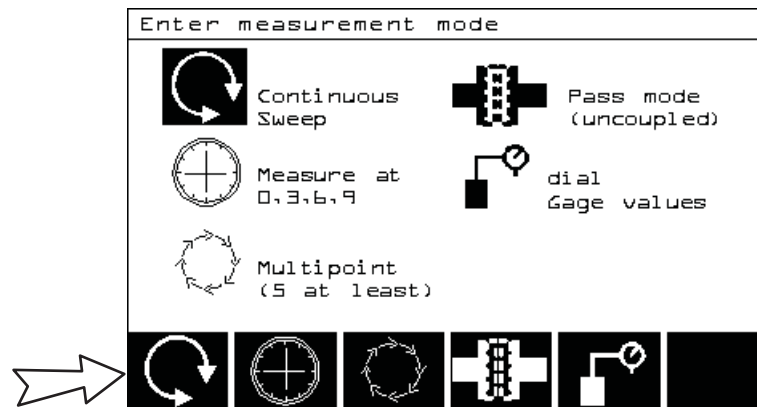 Enter measurement mode
Continuous
Sweep
Pass mode
(uncoupled)
Measure at
0,3,6,9
dial
Gage values
Multipoint
(5 at least)